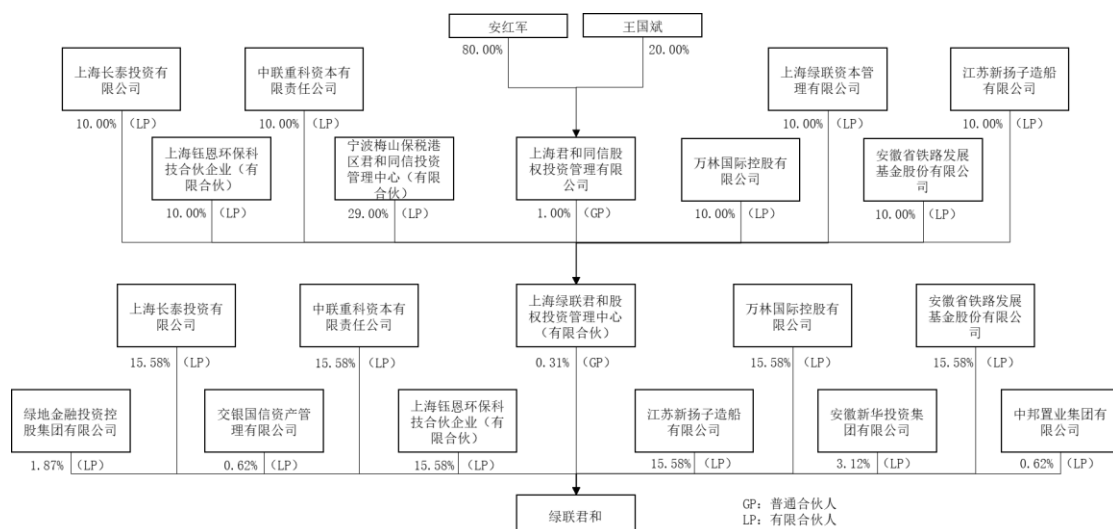 安红军
王国斌
80.00%
20.00%
上海长泰投资有
限公司
中联重科资本有
限责任公司
上海绿联资本管
理有限公司
江苏新扬子造船
有限公司
10.00%（LP）
10.00%（LP）
10.00%（LP）
10.00%（LP）
上海钰恩环保科
技合伙企业（有
限合伙）
宁波梅山保税港
区君和同信投资
管理中心（有限
合伙）
上海君和同信股
权投资管理有限
公司
万林国际控股有
限公司
安徽省铁路发展
基金股份有限公
司
10.00%（LP）
29.00%（LP）
1.00%（GP）
10.00%（LP）
10.00%（LP）
上海长泰投资有
限公司
中联重科资本有
限责任公司
上海绿联君和股
权投资管理中心
（有限合伙）
万林国际控股有
限公司
安徽省铁路发展
基金股份有限公
司
15.58%（LP）
15.58%（LP）
0.31%（GP）
15.58%（LP）
15.58%（LP）
绿地金融投资控
股集团有限公司
交银国信资产管
理有限公司
上海钰恩环保科
技合伙企业（有
限合伙）
江苏新扬子造船
有限公司
安徽新华投资集
团有限公司
中邦置业集团有
限公司
1.87%（LP）
0.62%（LP）
15.58%（LP）
15.58%（LP）
3.12%（LP）
0.62%（LP）
绿联君和
GP：普通合伙人
LP：有限合伙人